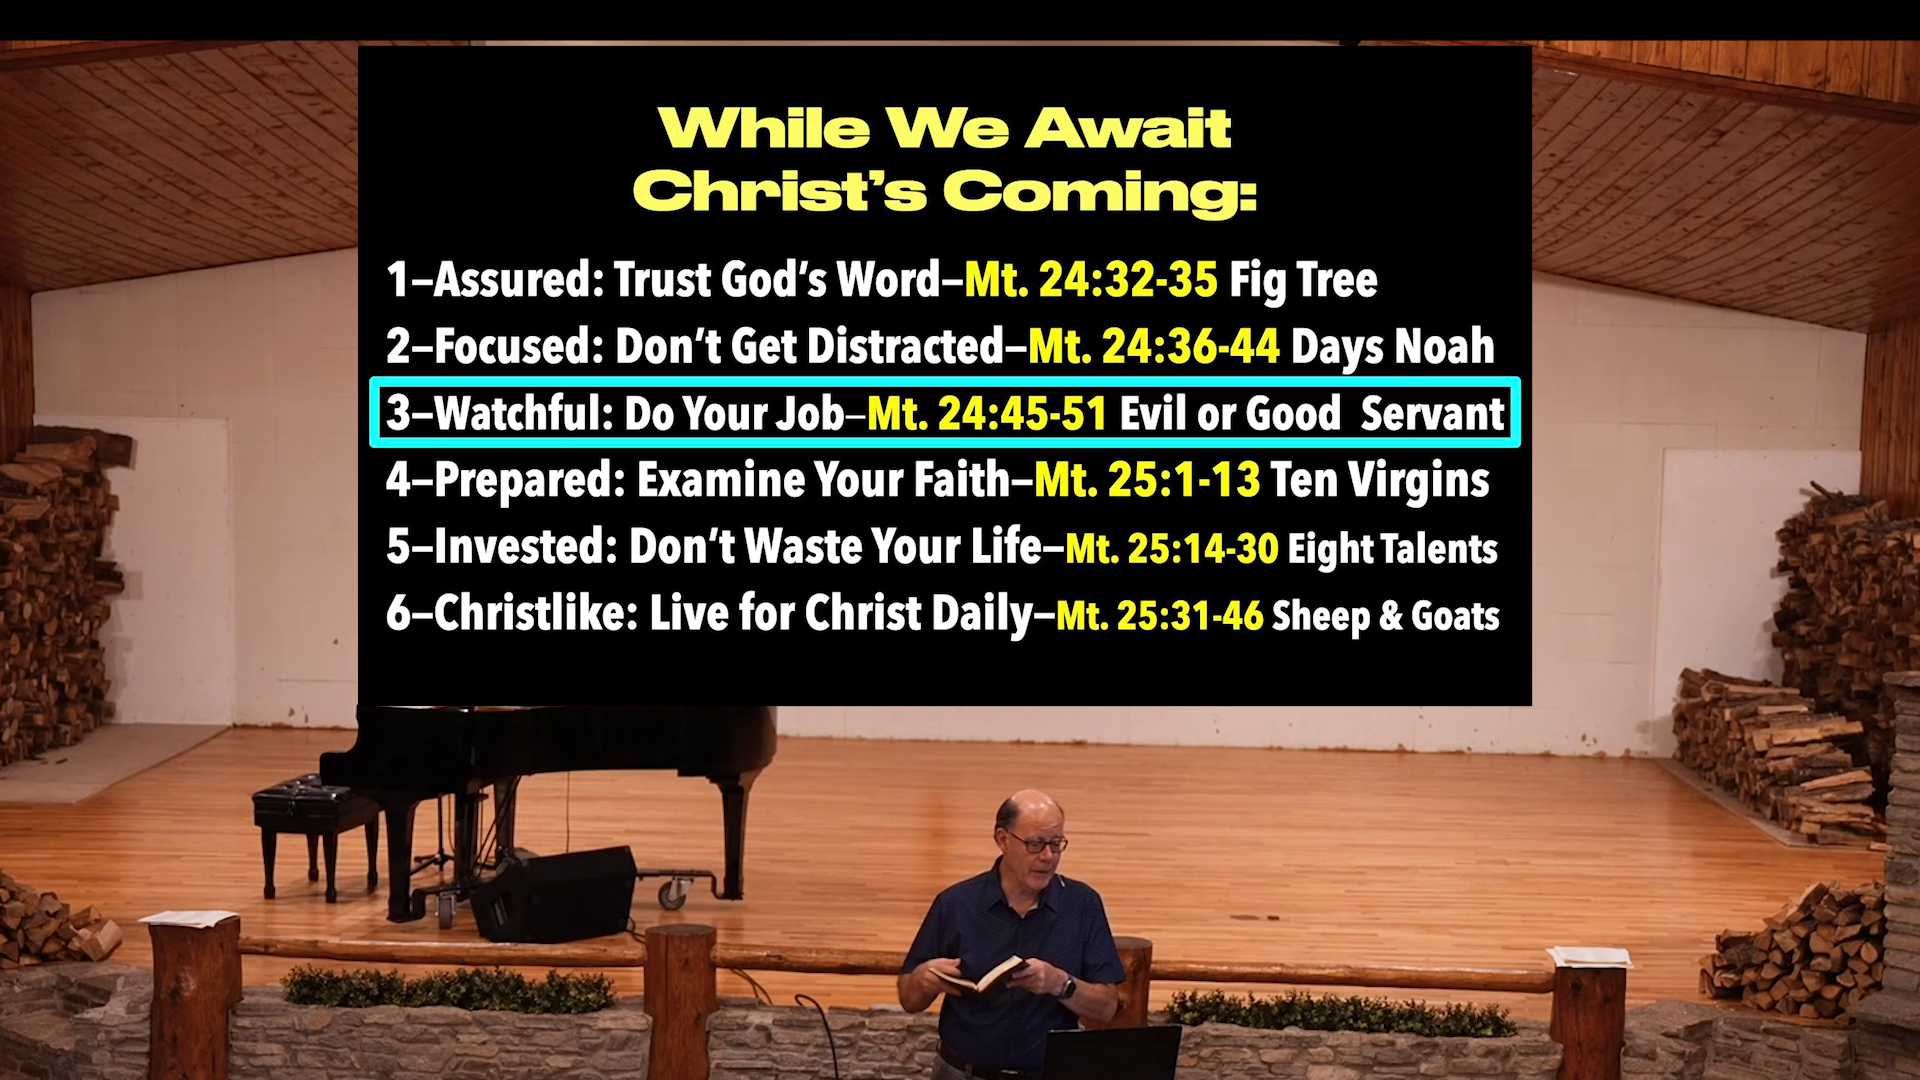 While We Await
Christ's Coming:
1–Assured: Trust God's Word–Mt. 24:32-35 Fig Tree
2–Focused: Don't Get Distracted–Mt. 24:36-44 Days Noah
3–Watchful: Do Your Job–Mt. 24:45-51 Evil or Good Servant
4–Prepared: Examine Your Faith–Mt. 25:1-13 Ten Virgins
5–Invested: Don't Waste Your Life–Mt. 25:14-30 Eight Talents
6–Christlike: Live for Christ Daily–Mt. 25:31-46 Sheep & Goats